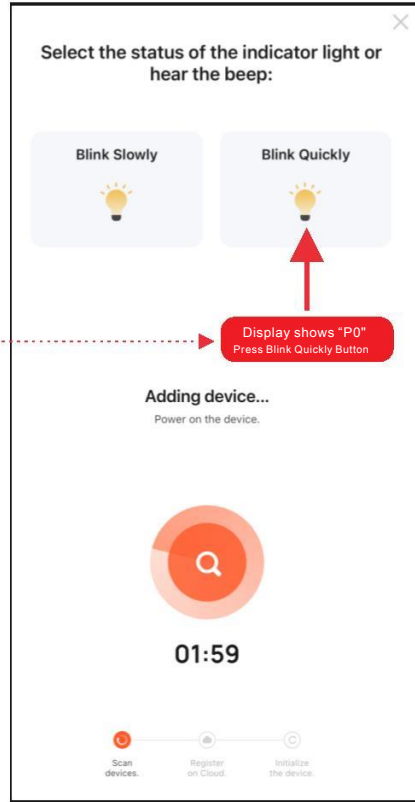 Select the status of the indicator light or
hear the beep:
Blink Slowly
Blink Quickly
Display shows "P0"
Press Blink Quickly Button
Adding device...
Power on the device.
01:59
Scan
devices.
Register
on Cloud.
Initialize
the device.